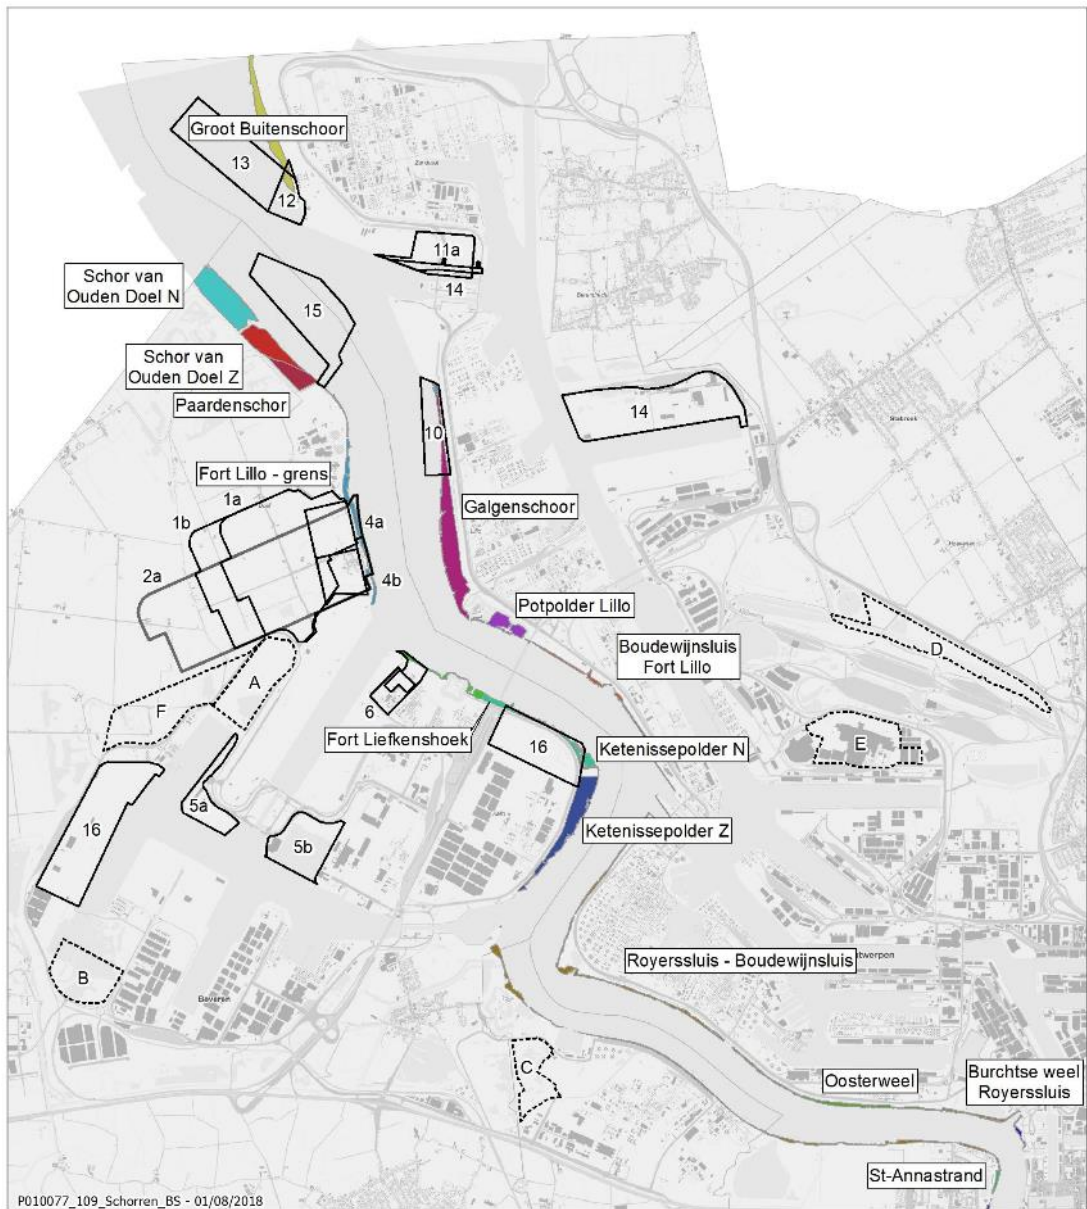 Groot Buitenschoor
13
12
11a
14
Schor van
Ouden Doel N
15
Schor van
Ouden Doel Z
Paardenschor
14
10
Fort Lillo - grens
1a
1b
4a
Galgenschoor
2a
4b
Potpolder Lillo
Boudewijnsluis
Fort Lillo
D
A
F
6
Fort Liefkenshoek
16
Ketenissepolder N
E
5a
16
5b
Ketenissepolder Z
Royerssluis - Boudewijnsluis
B
Beveren
C
Oosterweel
Burchtse weel
Royerssluis
St-Annastrand
P010077_109_Schorren_BS - 01/08/2018